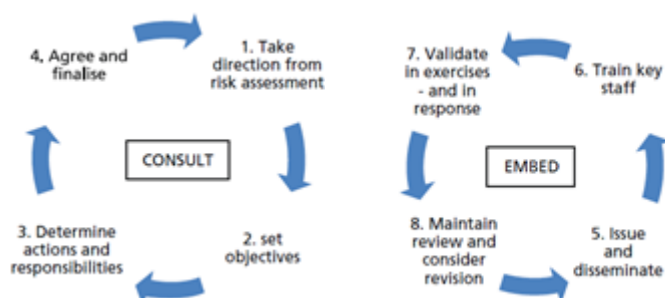 1. Take
direction from
risk assessment
2. set
objectives
3. Determine
actions and
responsibilities
4, Agree and
finalise
CONSULT
5. Issue
and
disseminate
6. Train key
staff
7. Validate
in exercises
- and in
response
8. Maintain
review and
consider
revision
EMBED